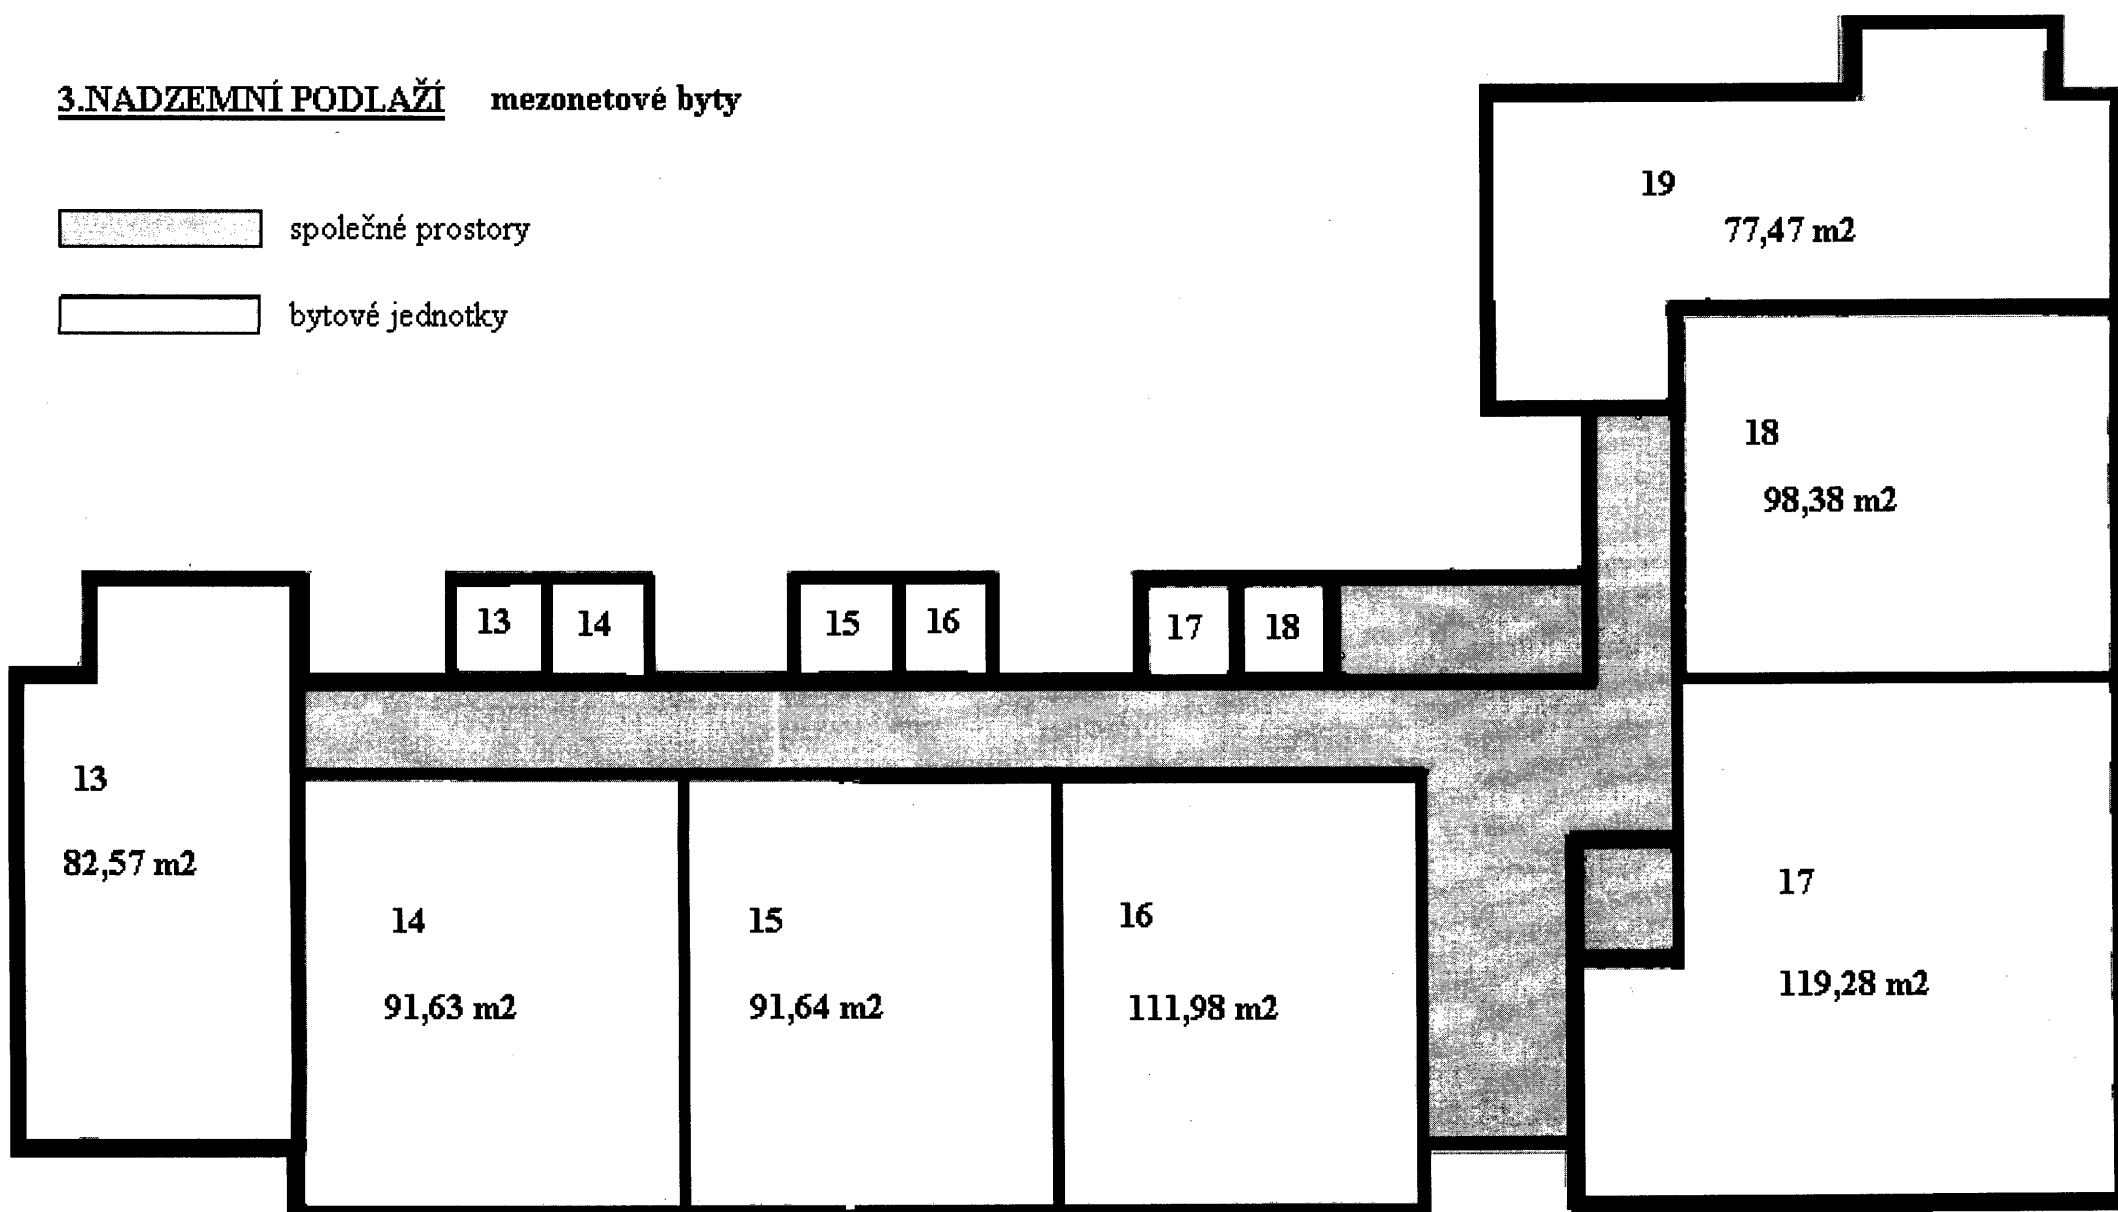 3.NADZEMNÍ PODLAŽÍ mezonetové byty
společné prostory
bytové jednotky
19
77,47 m2
18
98,38 m2
13
14
15
16
17
18
13
82,57 m2
14
91,63 m2
15
91,64 m2
16
111,98 m2
17
119,28 m2